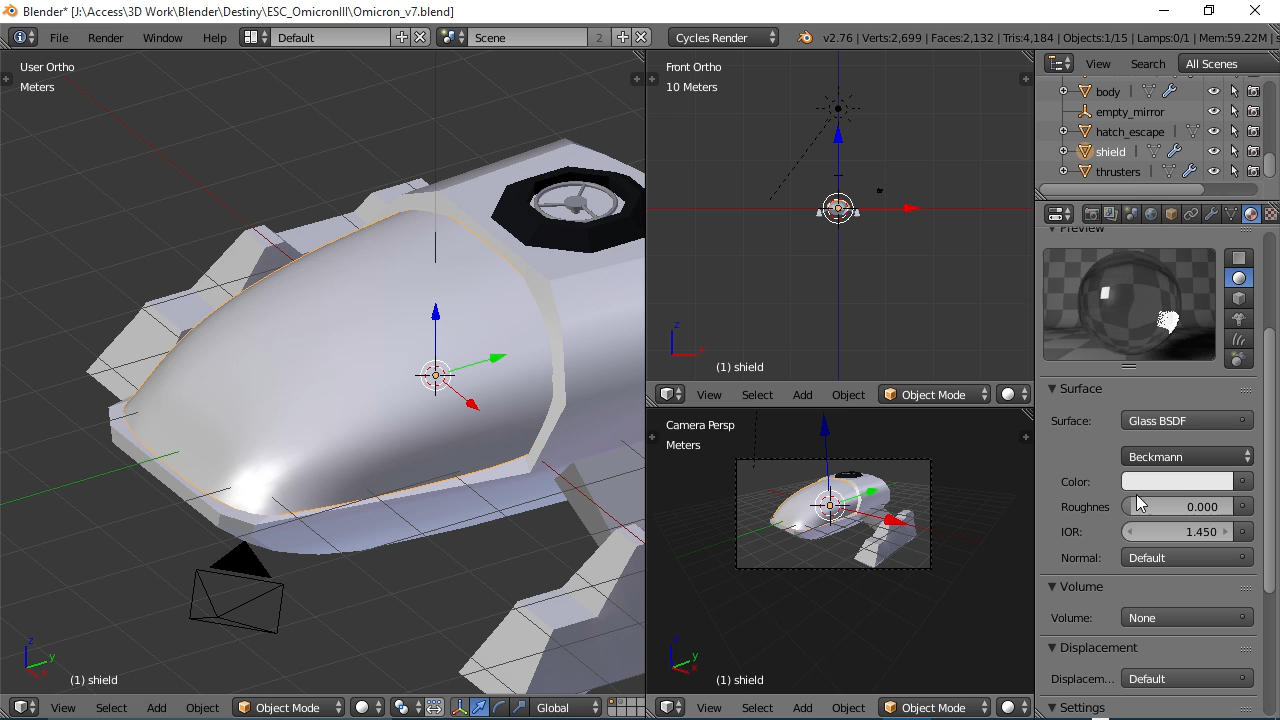 Blender* [J:\Access\3D Work\Blender\Destiny\ESC_OmicronIII\Omicron_v7.blend]
File Render Window Help Default Scene 2 Cycles Render v2.76 | Verts:2,699 | Faces:2,132 | Tris:4,184 | Objects:1/15 | Lamps:0/1 | Mem:59.22M |
User Ortho
Meters
(1) shield
View Select Add Object Object Mode Global
Front Ortho
10 Meters
z
x
(1) shield
View Select Add Object Object Mode
Camera Persp
Meters
z
y
x
(1) shield
View Select Add Object Object Mode
z
y
x
View Search All Scenes
body
empty_mirror
hatch_escape
shield
thrusters
Preview
Surface
Surface: Glass BSDF
Beckmann
Color:
Roughnes 0.000
IOR: 1.450
Normal: Default
Volume
Volume: None
Displacement
Displacem... Default
Settings